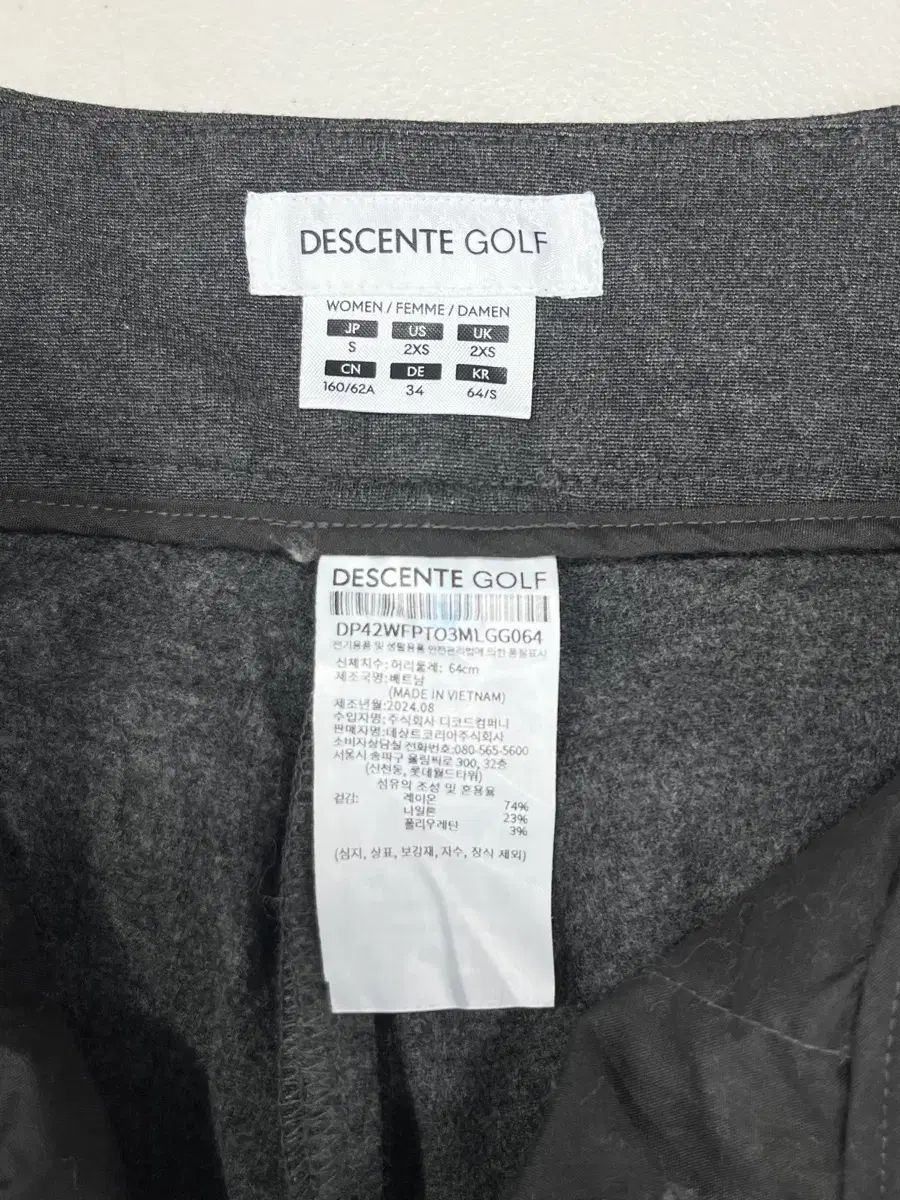 DESCENTE GOLF
WOMEN / FEMME / DAMEN
JP US UK
S 2XS 2XS
CN DE KR
160/62A 34 64/S
DESCENTE GOLF
DP42WFPTO3MLGG064
전기용품 및 생활용품 안전관리법에 의한 품질표시
신체치수: 허리둘레: 64cm
제조국명: 베트남
(MADE IN VIETNAM)
제조년월:2024.08
수입자명: 주식회사 디코드컴퍼니
판매자명: 데상트코리아주식회사
소비자상담실 전화번호:080-565-5600
서울시 송파구 올림픽로 300, 32층
(신천동, 롯데월드타워)
섬유의 조성 및 혼용율
겉감: 레이온 74%
나일론 23%
폴리우레탄 3%
(심지, 상표, 보강재, 자수, 장식 제외)